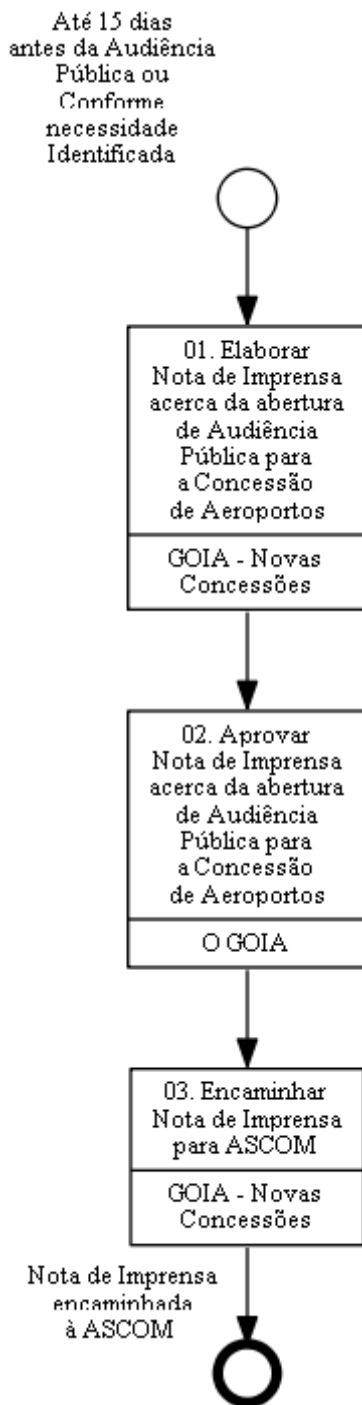 Até 15 dias
antes da Audiência
Pública ou
Conforme
necessidade
Identificada
01. Elaborar
Nota de Imprensa
acerca da abertura
de Audiência
Pública para
a Concessão
de Aeroportos
GOIA - Novas
Concessões
02. Aprovar
Nota de Imprensa
acerca da abertura
de Audiência
Pública para
a Concessão
de Aeroportos
O GOIA
03. Encaminhar
Nota de Imprensa
para ASCOM
GOIA - Novas
Concessões
Nota de Imprensa
encaminhada
à ASCOM